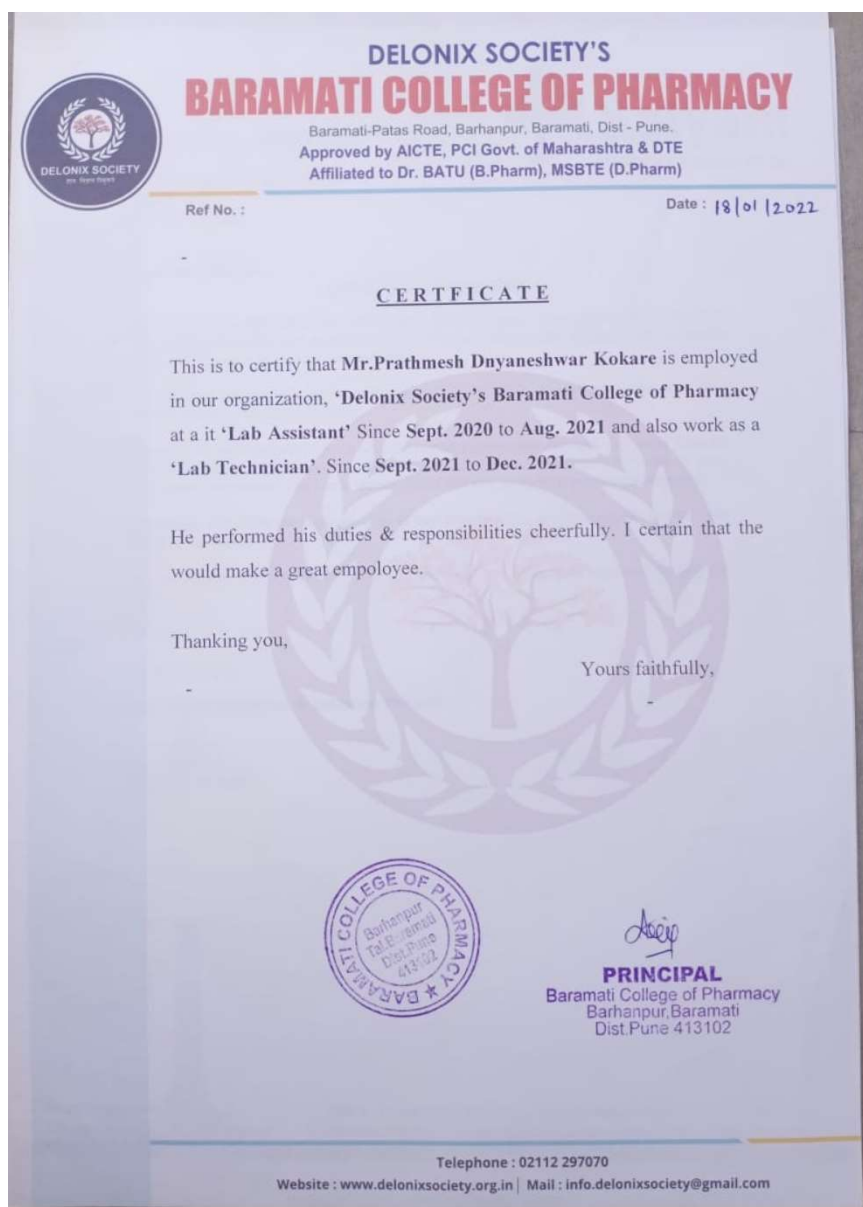 DELONIX SOCIETY'S
BARAMATI COLLEGE OF PHARMACY
Baramati-Patas Road, Barhanpur, Baramati, Dist - Pune.
Approved by AICTE, PCI Govt. of Maharashtra & DTE
Affiliated to Dr. BATU (B.Pharm), MSBTE (D.Pharm)
DELONIX SOCIETY
Ref No. :
Date : 18|01|2022
-
CERTFICATE
This is to certify that Mr.Prathmesh Dnyaneshwar Kokare is employed
in our organization, ‘Delonix Society’s Baramati College of Pharmacy
at a it ‘Lab Assistant’ Since Sept. 2020 to Aug. 2021 and also work as a
‘Lab Technician’. Since Sept. 2021 to Dec. 2021.
He performed his duties & responsibilities cheerfully. I certain that the
would make a great empoloyee.
Thanking you,
Yours faithfully,
-
-
BARAMATI COLLEGE OF PHARMACY ★
Barhanpur
Tal.Baramati
Dist.Pune
413102
PRINCIPAL
Baramati College of Pharmacy
Barhanpur,Baramati
Dist.Pune 413102
Telephone : 02112 297070
Website : www.delonixsociety.org.in | Mail : info.delonixsociety@gmail.com